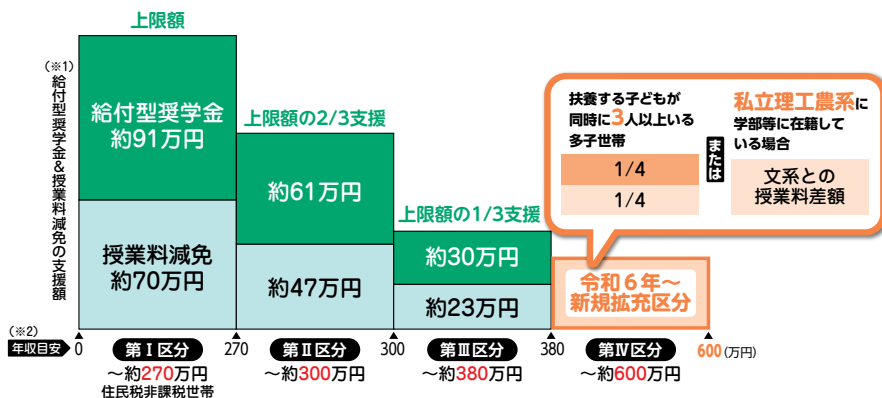 上限額
(※1)
給付型奨学金&授業料減免の支援額
給付型奨学金
約91万円
授業料減免
約70万円
上限額の2/3支援
約61万円
約47万円
上限額の1/3支援
約30万円
約23万円
扶養する子どもが
同時に3人以上いる
多子世帯
1/4
1/4
または
私立理工農系に
学部等に在籍して
いる場合
文系との
授業料差額
令和6年~
新規拡充区分
(※2)
年収目安
0
第Ⅰ区分
270
第Ⅱ区分
300
第Ⅲ区分
380
第Ⅳ区分
600(万円)
~約270万円
住民税非課税世帯
~約300万円
~約380万円
~約600万円